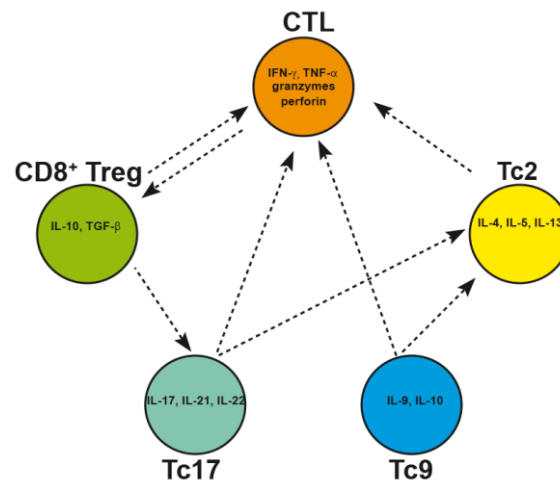 CTL
IFN-γ, TNF-α
granzymes
perforin
CD8⁺ Treg
IL-10, TGF-β
Tc2
IL-4, IL-5, IL-13
IL-17, IL-21, IL-22
Tc17
IL-9, IL-10
Tc9